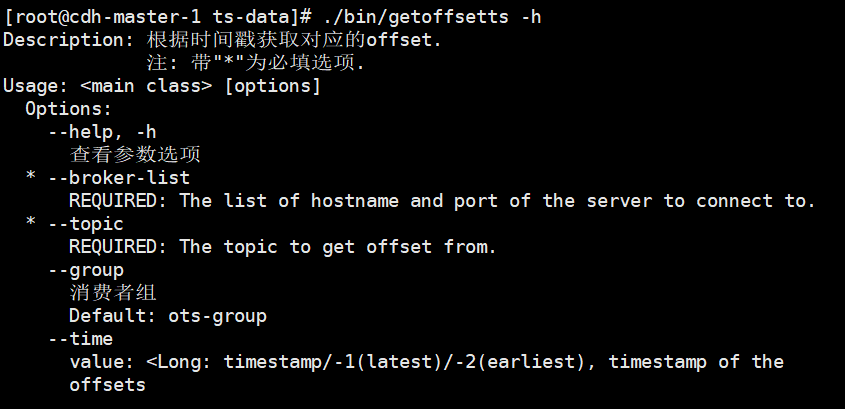 [root@cdh-master-1 ts-data]# ./bin/getoffsetts -h
Description: 根据时间戳获取对应的offset.
注: 带"*"为必填选项.
Usage: <main class> [options]
Options:
--help, -h
查看参数选项
* --broker-list
REQUIRED: The list of hostname and port of the server to connect to.
* --topic
REQUIRED: The topic to get offset from.
--group
消费者组
Default: ots-group
--time
value: <Long: timestamp/-1(latest)/-2(earliest), timestamp of the
offsets